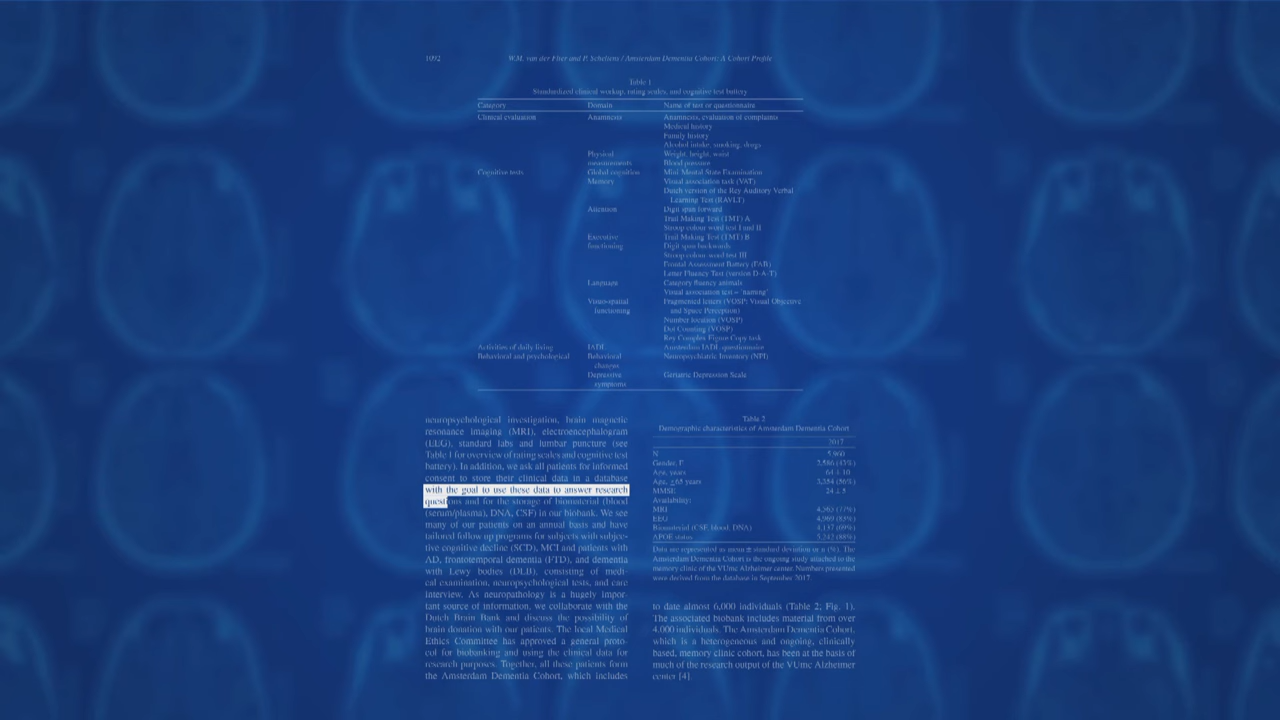 1092 W.M. van der Flier and P. Scheltens / Amsterdam Dementia Cohort: A Cohort Profile
Table 1
Standardized clinical workup, rating scales, and cognitive test battery
Category Domain Name of test or questionnaire
Clinical evaluation Anamnesis Anamnesis, evaluation of complaints
Medical history
Family history
Alcohol intake, smoking, drugs
Physical Weight, height, waist
measurements Blood pressure
Cognitive tests Global cognition Mini-Mental State Examination
Memory Visual association task (VAT)
Dutch version of the Rey Auditory Verbal
Learning Test (RAVLT)
Attention Digit span forward
Trail Making Test (TMT) A
Stroop colour word test I and II
Executive Trail Making Test (TMT) B
functioning Digit span backwards
Stroop colour word test III
Frontal Assessment Battery (FAB)
Letter Fluency Test (version D-A-T)
Language Category fluency animals
Visual association test – 'naming'
Visuo-spatial Fragmented letters (VOSP: Visual Objective
functioning and Space Perception)
Number location (VOSP)
Dot Counting (VOSP)
Rey Complex Figure Copy task
Activities of daily living IADL Amsterdam IADL questionnaire
Behavioral and psychological Behavioral Neuropsychiatric Inventory (NPI)
changes
Depressive Geriatric Depression Scale
symptoms
neuropsychological investigation, brain magnetic
resonance imaging (MRI), electroencephalogram
(EEG), standard labs and lumbar puncture (see
Table 1 for overview of rating scales and cognitive test
battery). In addition, we ask all patients for informed
consent to store their clinical data in a database
with the goal to use these data to answer research
questions and for the storage of biomaterial (blood
(serum/plasma), DNA, CSF) in our biobank. We see
many of our patients on an annual basis and have
tailored follow up programs for subjects with subjec-
tive cognitive decline (SCD), MCI and patients with
AD, frontotemporal dementia (FTD), and dementia
with Lewy bodies (DLB), consisting of medi-
cal examination, neuropsychological tests, and care
interview. As neuropathology is a hugely impor-
tant source of information, we collaborate with the
Dutch Brain Bank and discuss the possibility of
brain donation with our patients. The local Medical
Ethics Committee has approved a general proto-
col for biobanking and using the clinical data for
research purposes. Together, all these patients form
the Amsterdam Dementia Cohort, which includes
Table 2
Demographic characteristics of Amsterdam Dementia Cohort
2017
N 5,960
Gender, F 2,586 (43%)
Age, years 64 ± 10
Age, ≤65 years 3,354 (56%)
MMSE 24 ± 5
Availability:
MRI 4,565 (77%)
EEG 4,969 (83%)
Biomaterial (CSF, blood, DNA) 4,137 (69%)
APOE status 5,242 (88%)
Data are represented as mean ± standard deviation or n (%). The
Amsterdam Dementia Cohort is the ongoing study attached to the
memory clinic of the VUmc Alzheimer center. Numbers presented
were derived from the database in September 2017.
to date almost 6,000 individuals (Table 2; Fig. 1).
The associated biobank includes material from over
4,000 individuals. The Amsterdam Dementia Cohort,
which is a heterogeneous and ongoing, clinically
based, memory clinic cohort, has been at the basis of
much of the research output of the VUmc Alzheimer
center [4].